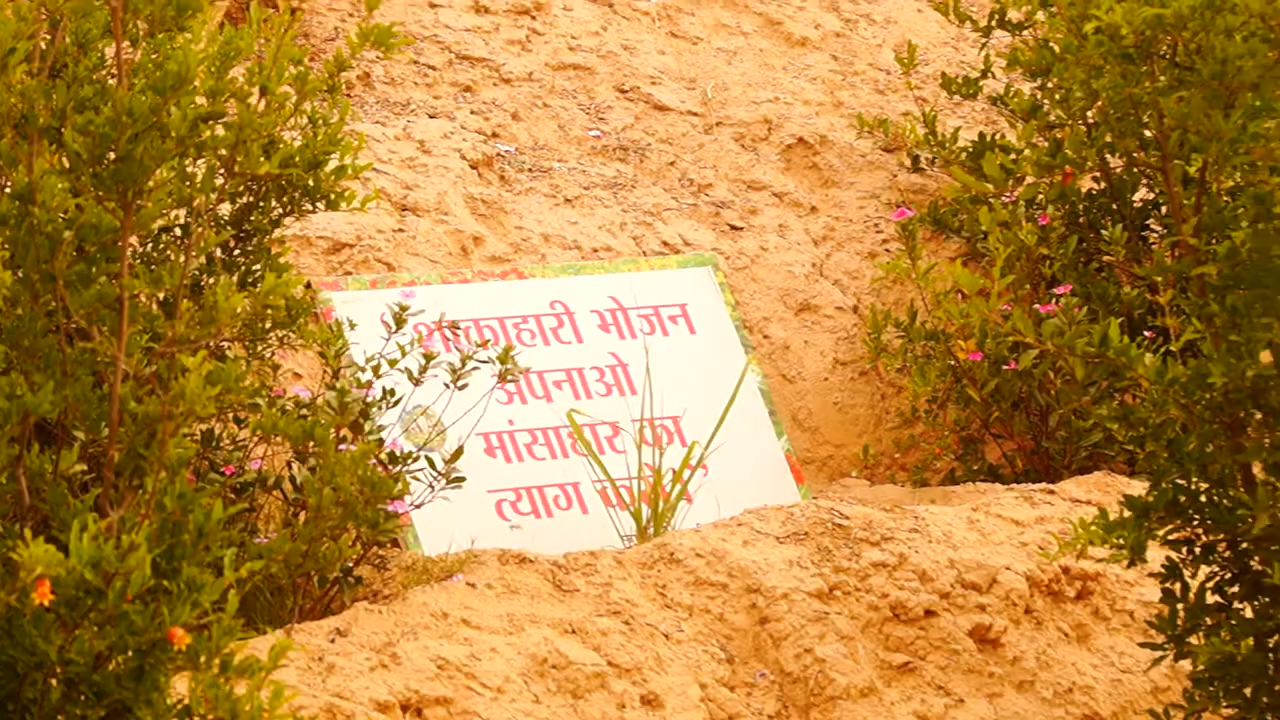 शाकाहारी भोजन
अपनाओ
मांसाहार का
त्याग